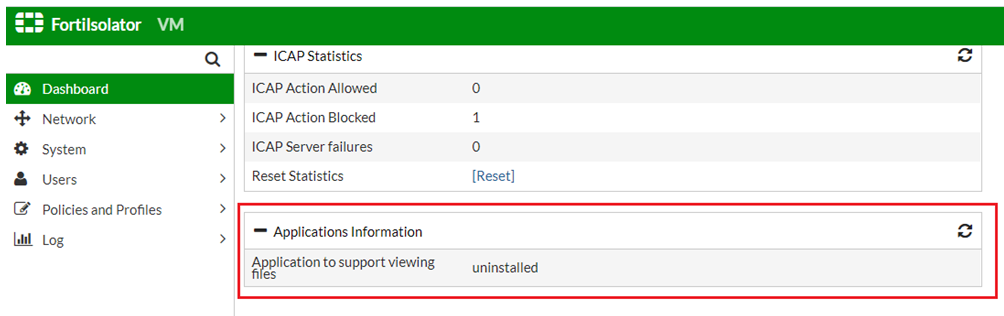 FortiIsolator VM
Dashboard
Network
System
Users
Policies and Profiles
Log
ICAP Statistics
ICAP Action Allowed 0
ICAP Action Blocked 1
ICAP Server failures 0
Reset Statistics [Reset]
Applications Information
Application to support viewing
files
uninstalled